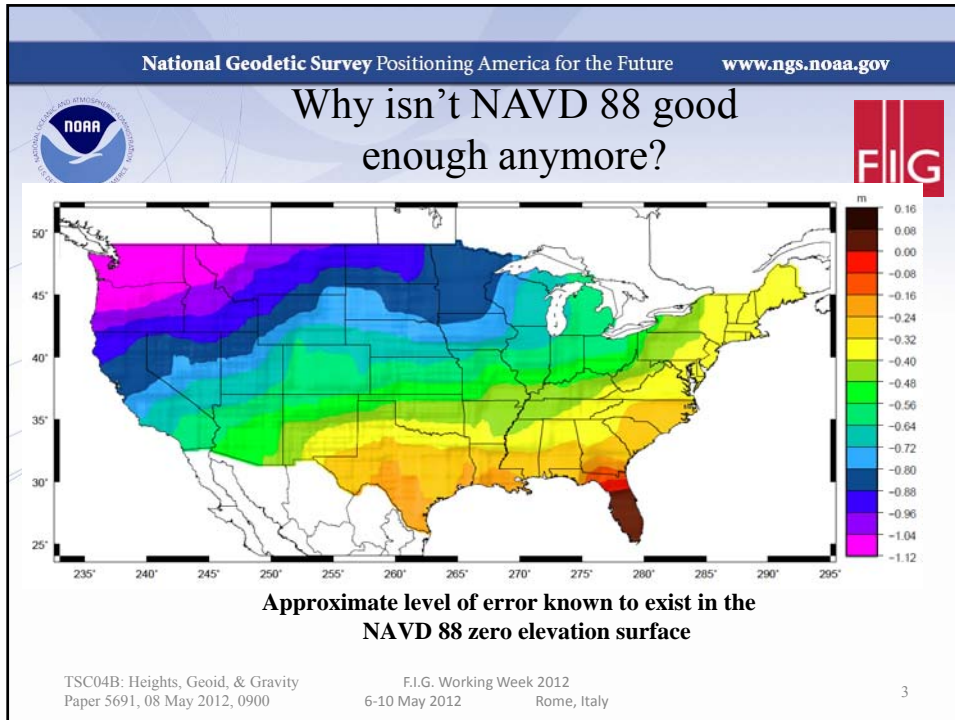 National Geodetic Survey Positioning America for the Future www.ngs.noaa.gov
Why isn’t NAVD 88 good
enough anymore?
NATIONAL OCEANIC AND ATMOSPHERIC ADMINISTRATION
NOAA
FIG
m
0.16
0.08
0.00
−0.08
−0.16
−0.24
−0.32
−0.40
−0.48
−0.56
−0.64
−0.72
−0.80
−0.88
−0.96
−1.04
−1.12
50˚
45˚
40˚
35˚
30˚
25˚
235˚ 240˚ 245˚ 250˚ 255˚ 260˚ 265˚ 270˚ 275˚ 280˚ 285˚ 290˚ 295˚
Approximate level of error known to exist in the
NAVD 88 zero elevation surface
TSC04B: Heights, Geoid, & Gravity
Paper 5691, 08 May 2012, 0900
F.I.G. Working Week 2012
6-10 May 2012 Rome, Italy
3